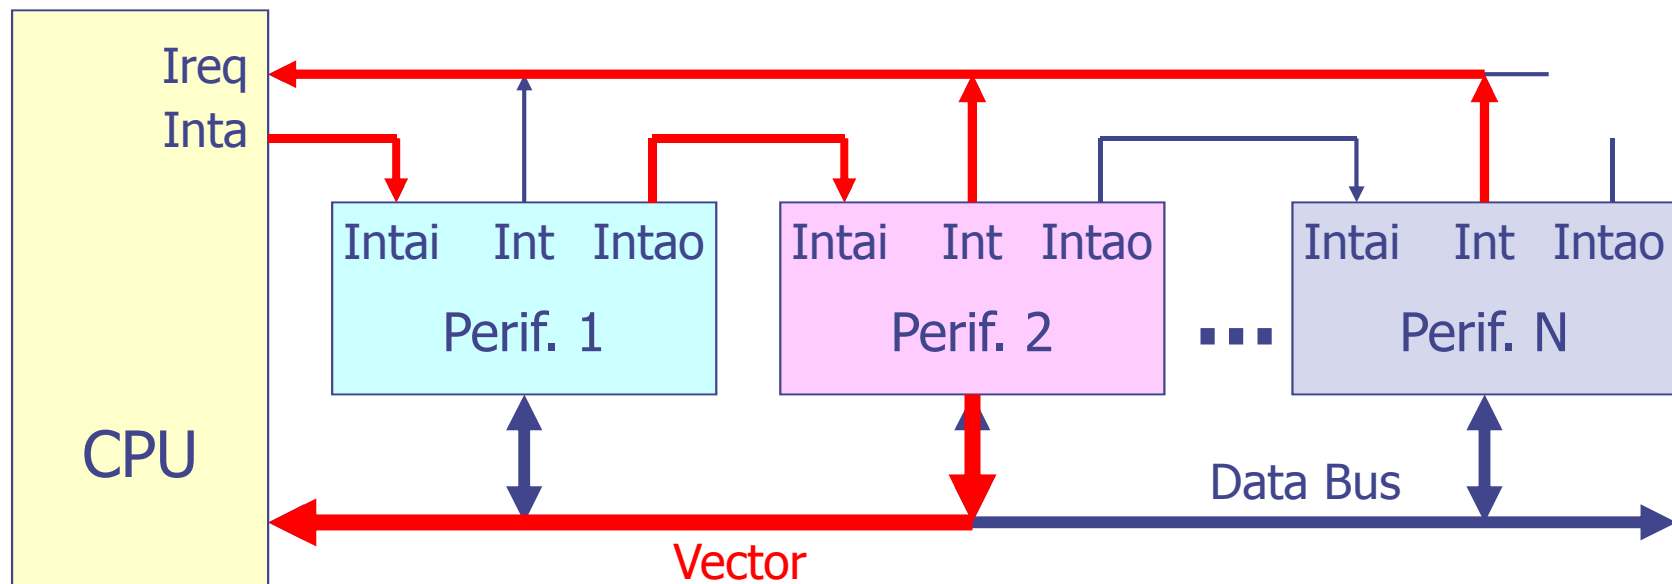 Ireq
Inta
Intai Int Intao
Perif. 1
Intai Int Intao
Perif. 2
...
Intai Int Intao
Perif. N
CPU
Data Bus
Vector